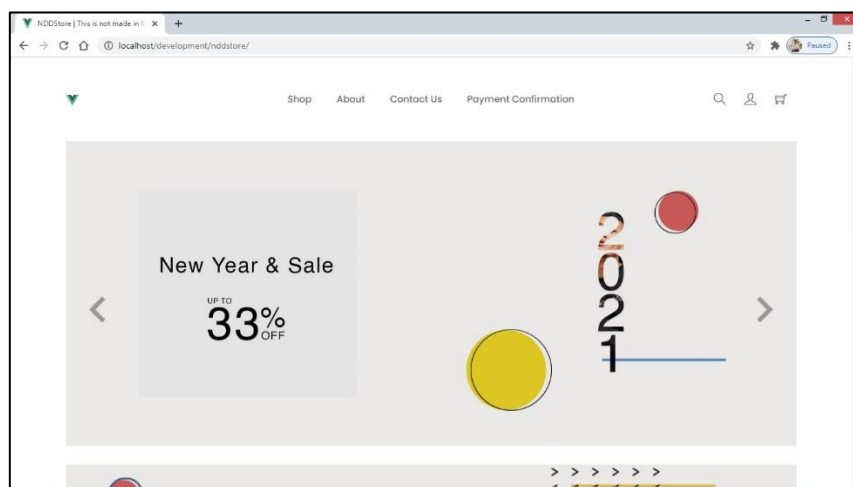 NDDStore | This is not made in C
localhost/development/nddstore/
Paused
Shop About Contact Us Payment Confirmation
New Year & Sale
UP TO
33%
OFF
2
0
2
1